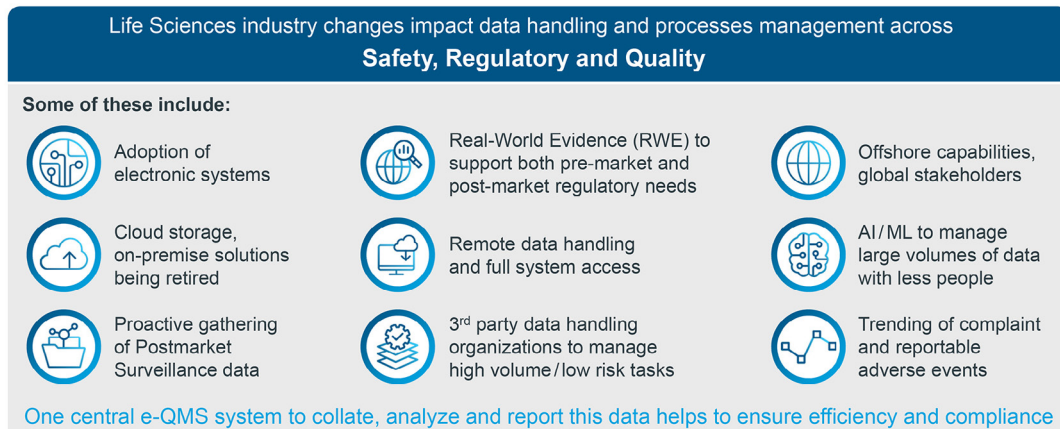 Life Sciences industry changes impact data handling and processes management across
Safety, Regulatory and Quality
Some of these include:
Adoption of
electronic systems
Real-World Evidence (RWE) to
support both pre-market and
post-market regulatory needs
Offshore capabilities,
global stakeholders
Cloud storage,
on-premise solutions
being retired
Remote data handling
and full system access
AI/ML to manage
large volumes of data
with less people
Proactive gathering
of Postmarket
Surveillance data
3rd party data handling
organizations to manage
high volume/low risk tasks
Trending of complaint
and reportable
adverse events
One central e-QMS system to collate, analyze and report this data helps to ensure efficiency and compliance